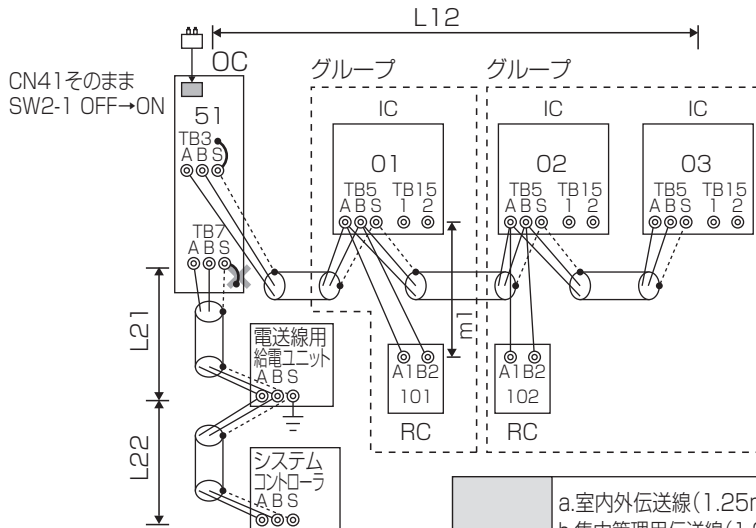 L12
CN41そのまま
SW2-1 OFF→ON
OC
51
TB3
A B S
TB7
A B S
グループ
IC
01
TB5 TB15
A B S 1 2
A1 B2
101
RC
グループ
IC
02
TB5 TB15
A B S 1 2
A1 B2
102
RC
IC
03
TB5 TB15
A B S 1 2
m1
L21
電送線用
給電ユニット
A B S
L22
システム
コントローラ
A B S
a.室内外伝送線(1.25m